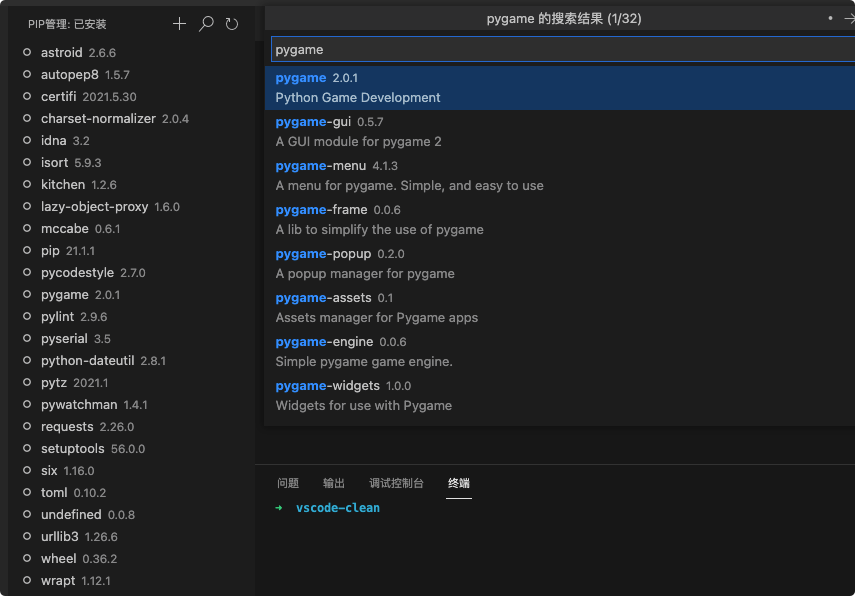 PIP管理: 已安装
astroid 2.6.6
autopep8 1.5.7
certifi 2021.5.30
charset-normalizer 2.0.4
idna 3.2
isort 5.9.3
kitchen 1.2.6
lazy-object-proxy 1.6.0
mccabe 0.6.1
pip 21.1.1
pycodestyle 2.7.0
pygame 2.0.1
pylint 2.9.6
pyserial 3.5
python-dateutil 2.8.1
pytz 2021.1
pywatchman 1.4.1
requests 2.26.0
setuptools 56.0.0
six 1.16.0
toml 0.10.2
undefined 0.0.8
urllib3 1.26.6
wheel 0.36.2
wrapt 1.12.1
pygame 的搜索结果 (1/32)
pygame
pygame 2.0.1
Python Game Development
pygame-gui 0.5.7
A GUI module for pygame 2
pygame-menu 4.1.3
A menu for pygame. Simple, and easy to use
pygame-frame 0.0.6
A lib to simplify the use of pygame
pygame-popup 0.2.0
A popup manager for pygame
pygame-assets 0.1
Assets manager for Pygame apps
pygame-engine 0.0.6
Simple pygame game engine.
pygame-widgets 1.0.0
Widgets for use with Pygame
问题 输出 调试控制台 终端
➜ vscode-clean